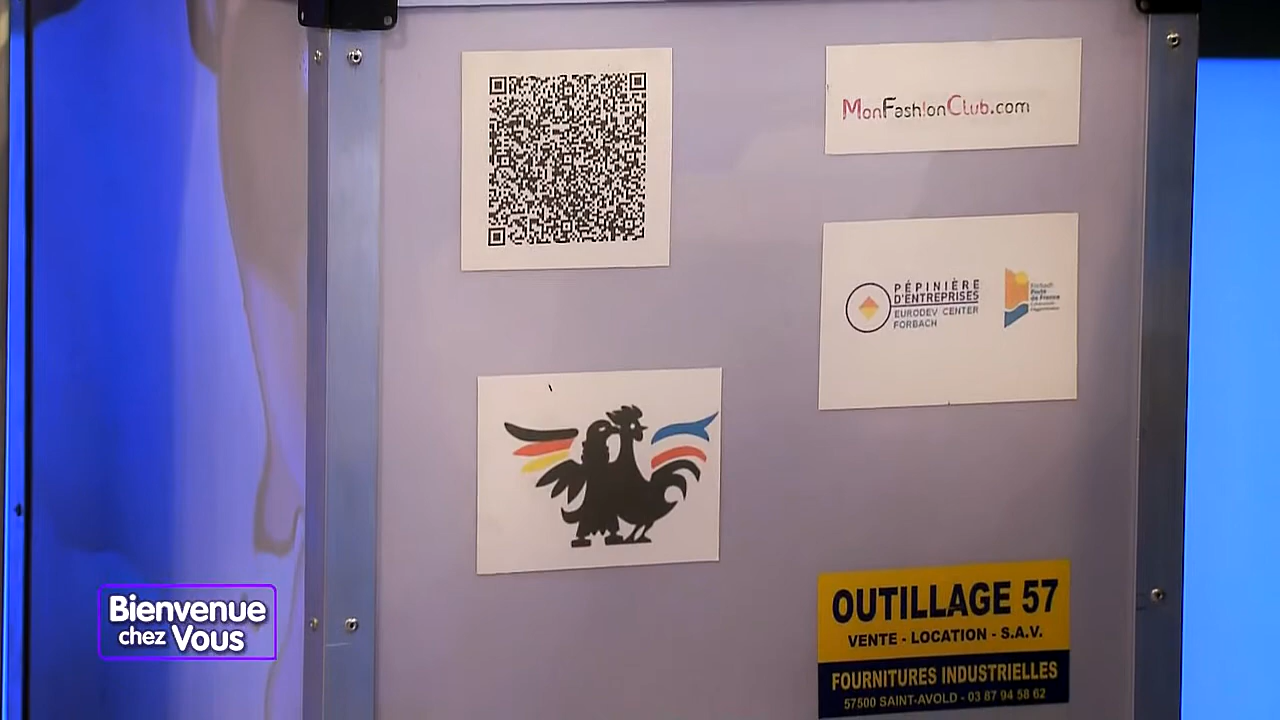 MonFashIonClub.com
PÉPINIÈRE
D'ENTREPRISES
EURODEV CENTER
FORBACH
Forbach
Porte
de France
OUTILLAGE 57
VENTE - LOCATION - S.A.V.
FOURNITURES INDUSTRIELLES
57500 SAINT-AVOLD - 03 87 94 58 62
Bienvenue
chez Vous